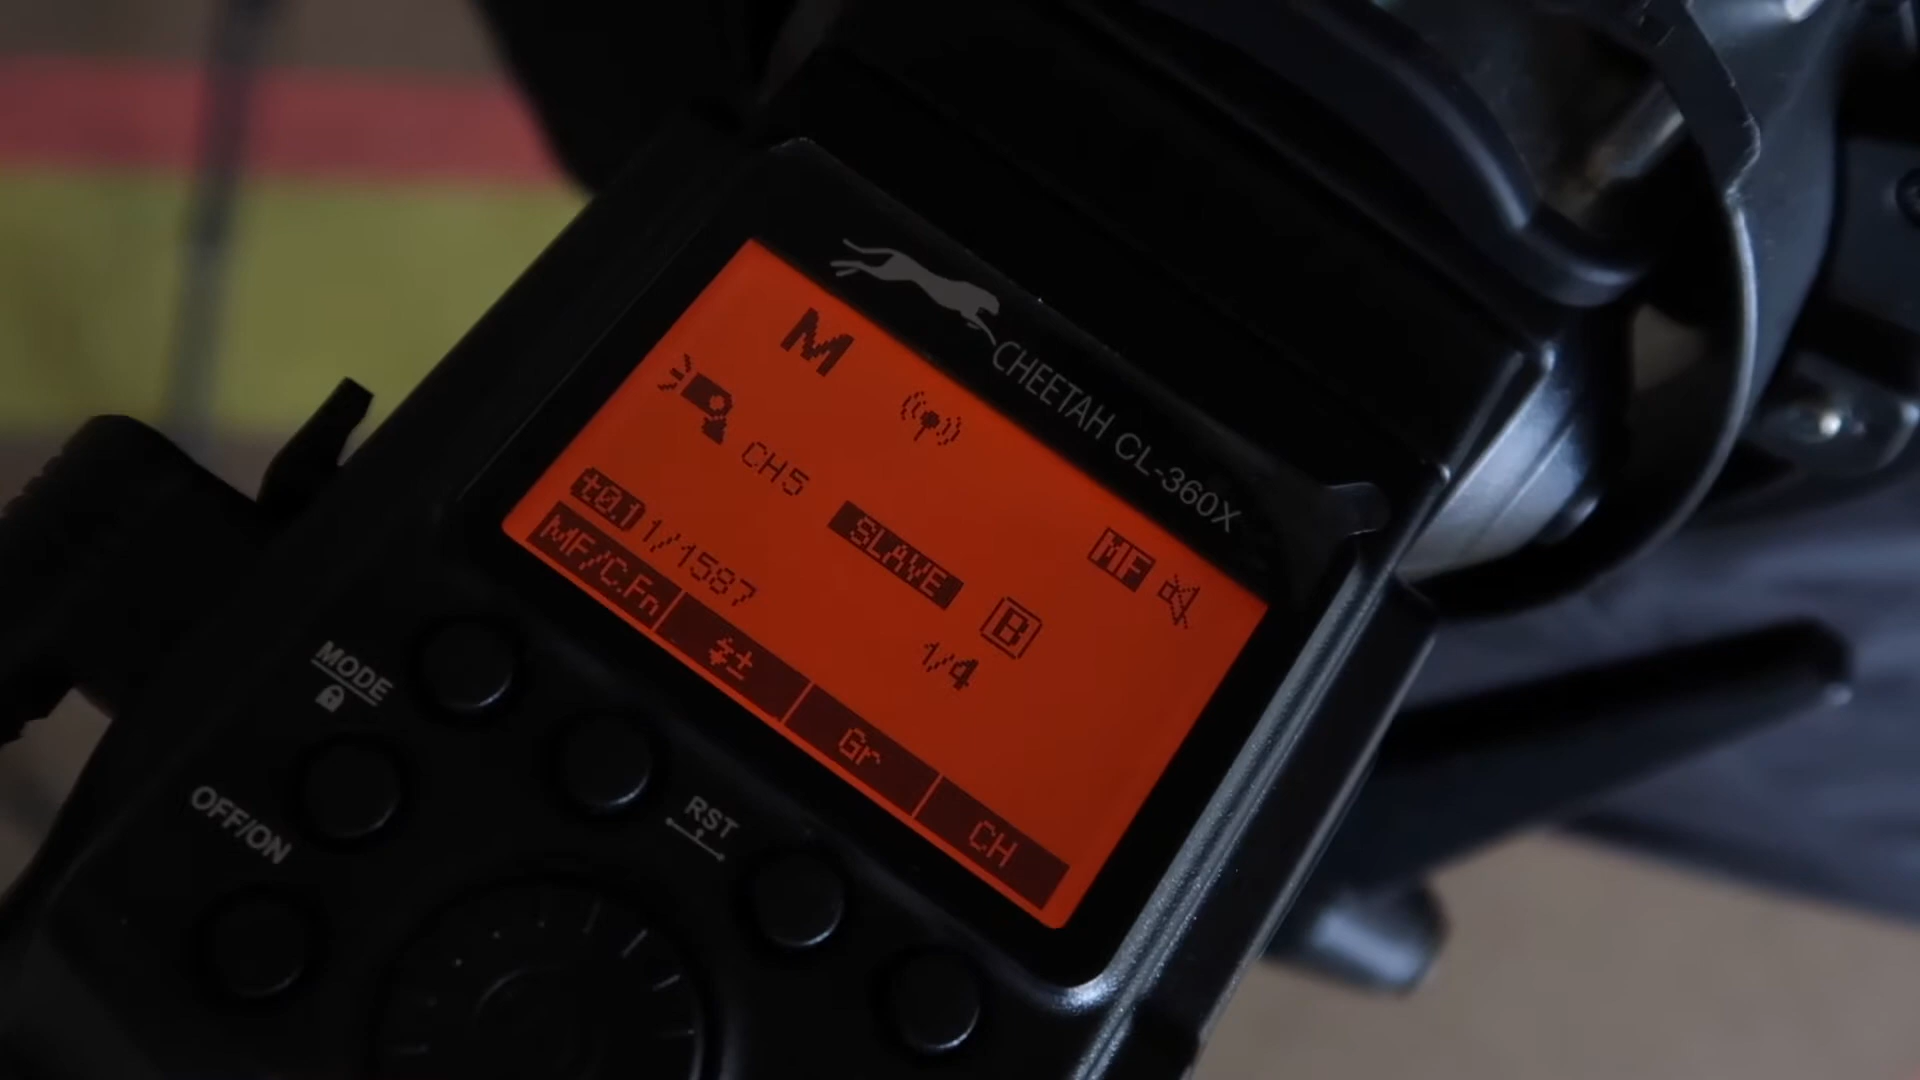 CHEETAH CL-360X
M
CH5
SLAVE
MF
t0.1 1/1587
B
1/4
MF/C.Fn
±
Gr
CH
MODE
OFF/ON
RST